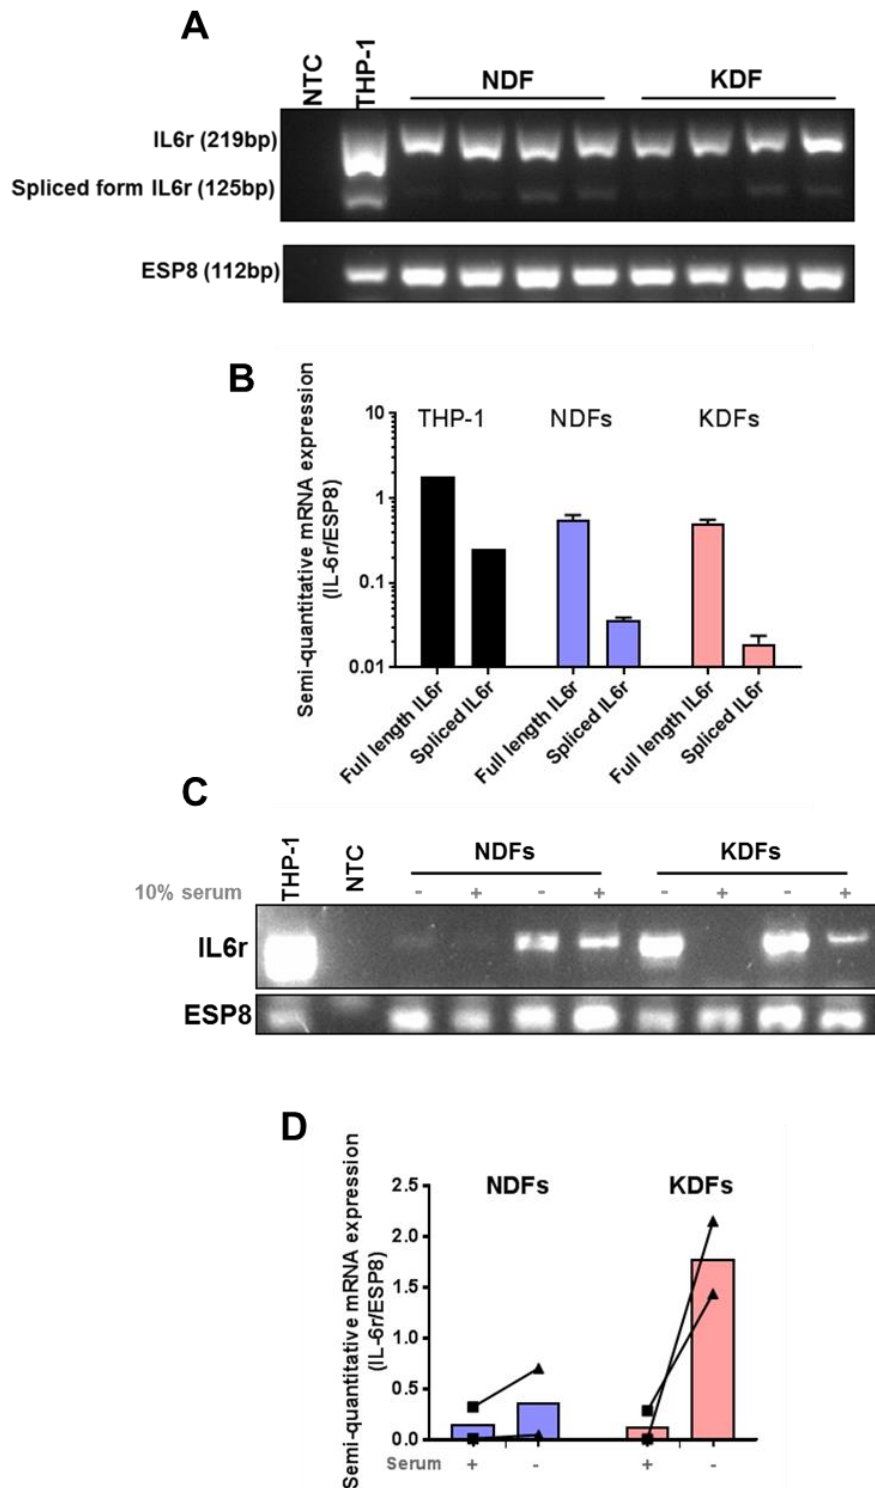 A
NTC
THP-1
NDF
KDF
IL6r (219bp)
Spliced form IL6r (125bp)
ESP8 (112bp)
B
Semi-quantitative mRNA expression
(IL-6r/ESP8)
10
1
0.1
0.01
THP-1
NDFs
KDFs
Full length IL6r
Spliced IL6r
Full length IL6r
Spliced IL6r
Full length IL6r
Spliced IL6r
C
THP-1
NTC
NDFs
KDFs
10% serum
- + - + - + - +
IL6r
ESP8
D
Semi-quantitative mRNA expression
(IL-6r/ESP8)
2.5
2.0
1.5
1.0
0.5
0.0
NDFs
KDFs
Serum + - + -